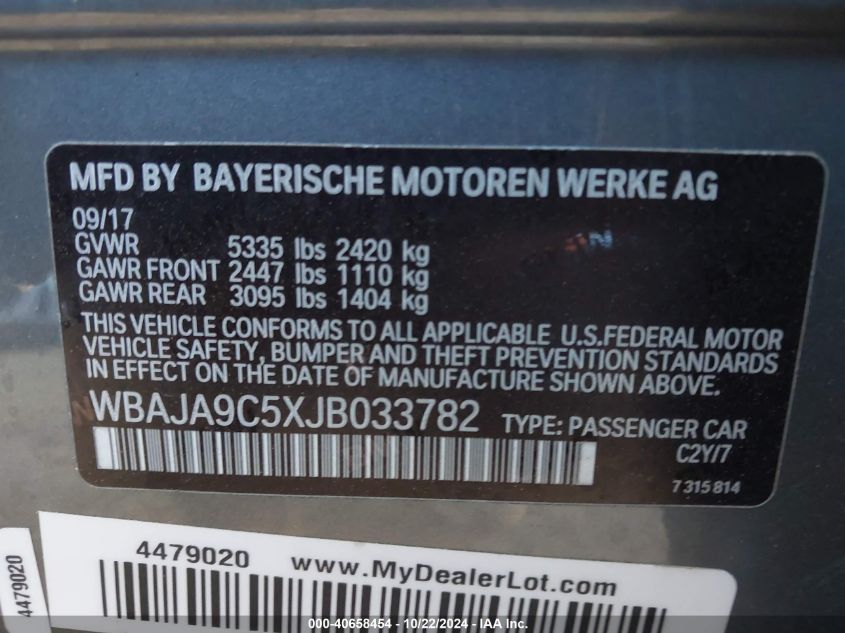 MFD BY BAYERISCHE MOTOREN WERKE AG
09/17
GVWR 5335 lbs 2420 kg
GAWR FRONT 2447 lbs 1110 kg
GAWR REAR 3095 lbs 1404 kg
THIS VEHICLE CONFORMS TO ALL APPLICABLE U.S.FEDERAL MOTOR
VEHICLE SAFETY, BUMPER AND THEFT PREVENTION STANDARDS
IN EFFECT ON THE DATE OF MANUFACTURE SHOWN ABOVE.
WBAJA9C5XJB033782 TYPE: PASSENGER CAR
C2Y/7
7 315 814
4479020 www.MyDealerLot.com
4479020
000-40658454 - 10/22/2024 - IAA Inc.